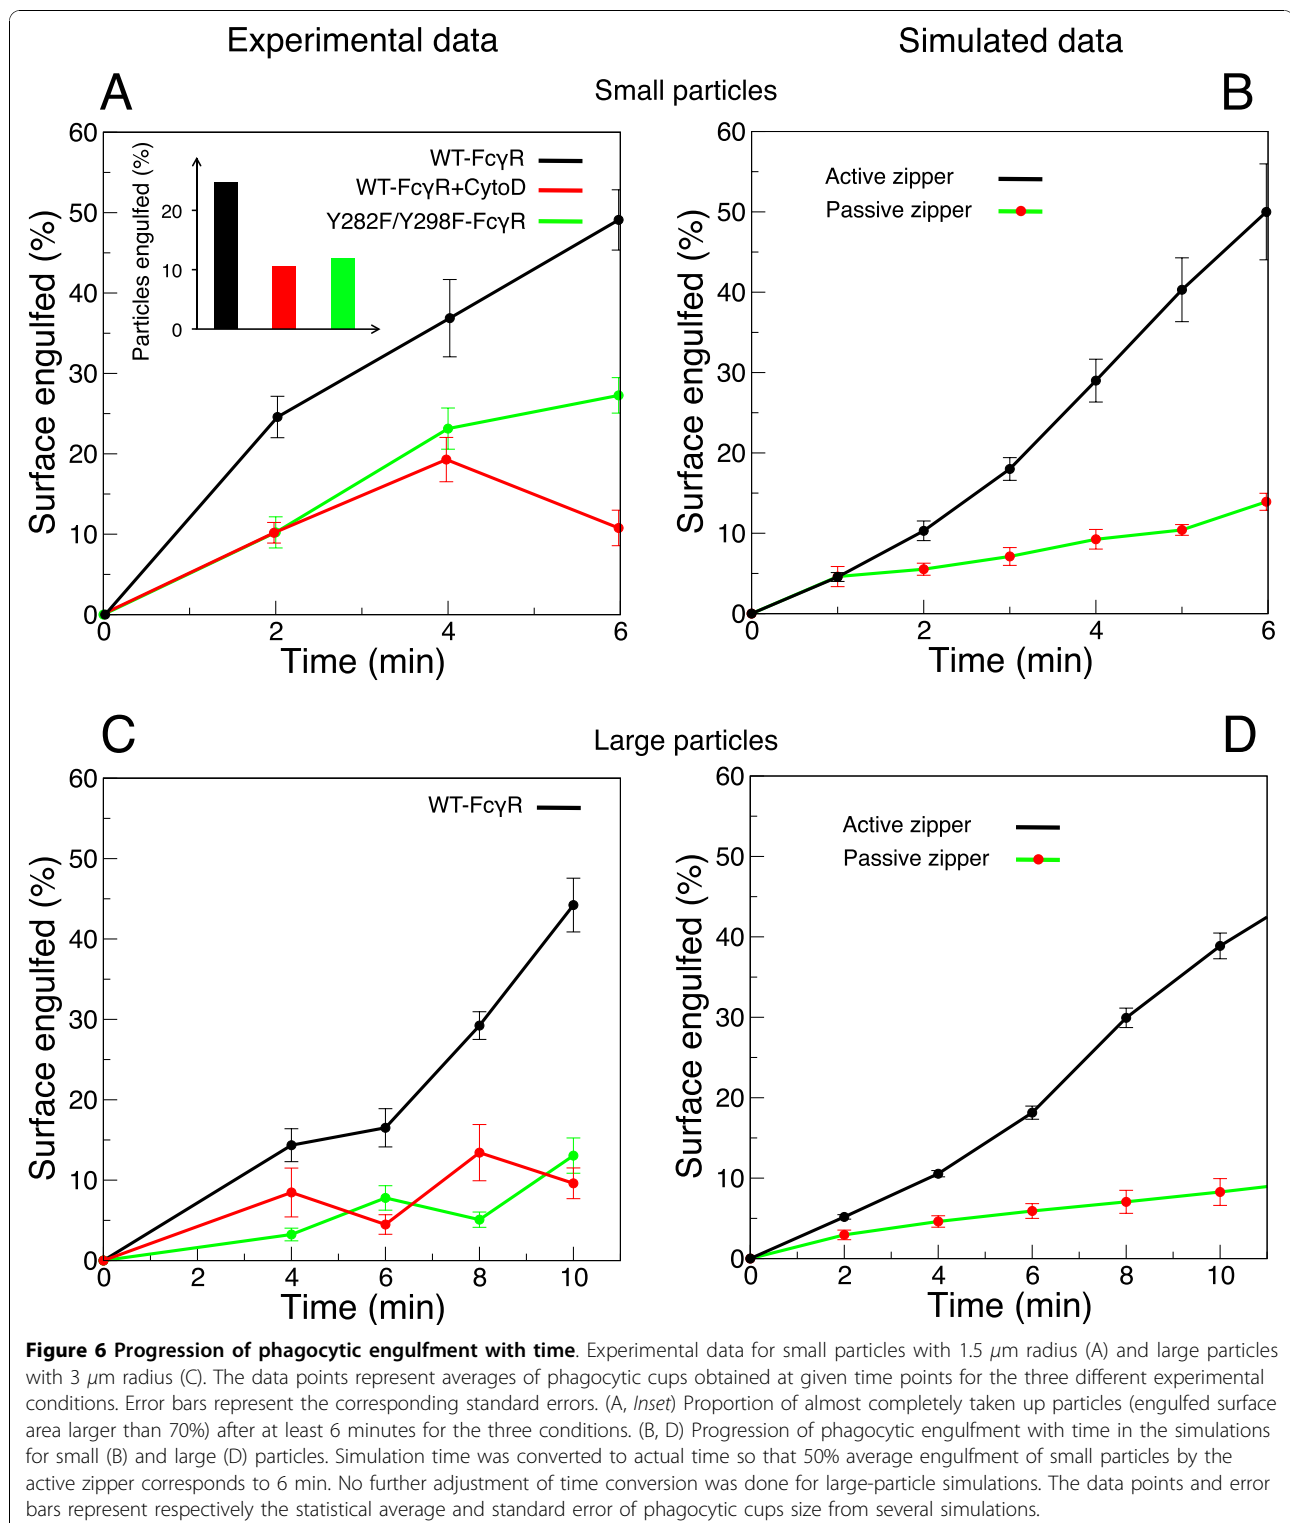 Experimental data
Simulated data
Small particles
A
60
50
40
30
20
10
0
0
2
4
6
Surface engulfed (%)
Time (min)
Particles engulfed (%)
20
10
0
WT-FcγR
WT-FcγR+CytoD
Y282F/Y298F-FcγR
B
60
50
40
30
20
10
0
0
2
4
6
Surface engulfed (%)
Time (min)
Active zipper
Passive zipper
Large particles
C
60
50
40
30
20
10
0
0
2
4
6
8
10
Surface engulfed (%)
Time (min)
WT-FcγR
D
60
50
40
30
20
10
0
0
2
4
6
8
10
Surface engulfed (%)
Time (min)
Active zipper
Passive zipper
Figure 6 Progression of phagocytic engulfment with time. Experimental data for small particles with 1.5 μm radius (A) and large particles
with 3 μm radius (C). The data points represent averages of phagocytic cups obtained at given time points for the three different experimental
conditions. Error bars represent the corresponding standard errors. (A, Inset) Proportion of almost completely taken up particles (engulfed surface
area larger than 70%) after at least 6 minutes for the three conditions. (B, D) Progression of phagocytic engulfment with time in the simulations
for small (B) and large (D) particles. Simulation time was converted to actual time so that 50% average engulfment of small particles by the
active zipper corresponds to 6 min. No further adjustment of time conversion was done for large-particle simulations. The data points and error
bars represent respectively the statistical average and standard error of phagocytic cups size from several simulations.